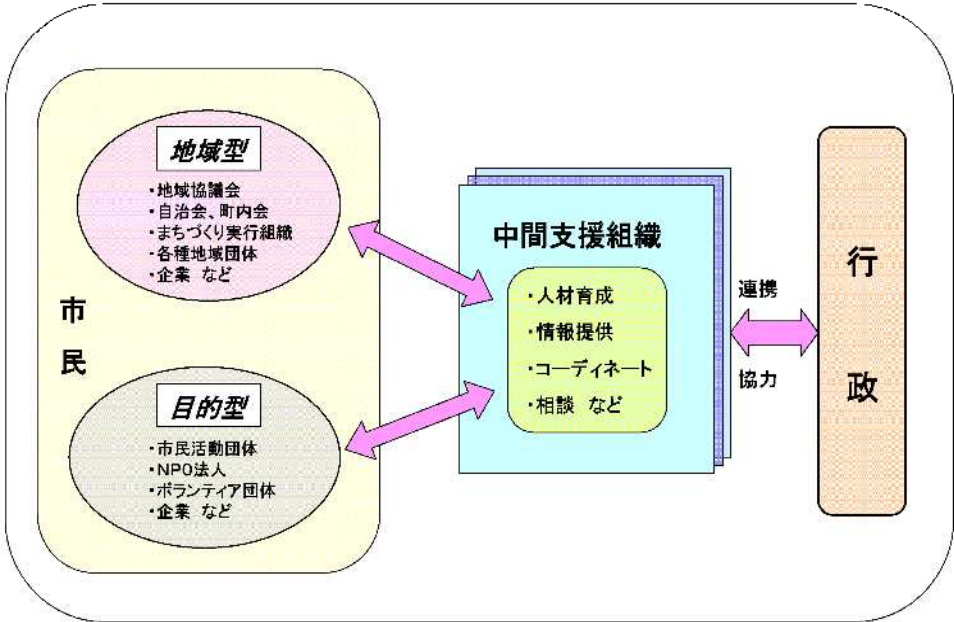 市民
地域型
・地域協議会
・自治会、町内会
・まちづくり実行組織
・各種地域団体
・企業 など
目的型
・市民活動団体
・NPO法人
・ボランティア団体
・企業 など
中間支援組織
・人材育成
・情報提供
・コーディネート
・相談 など
連携
協力
行政